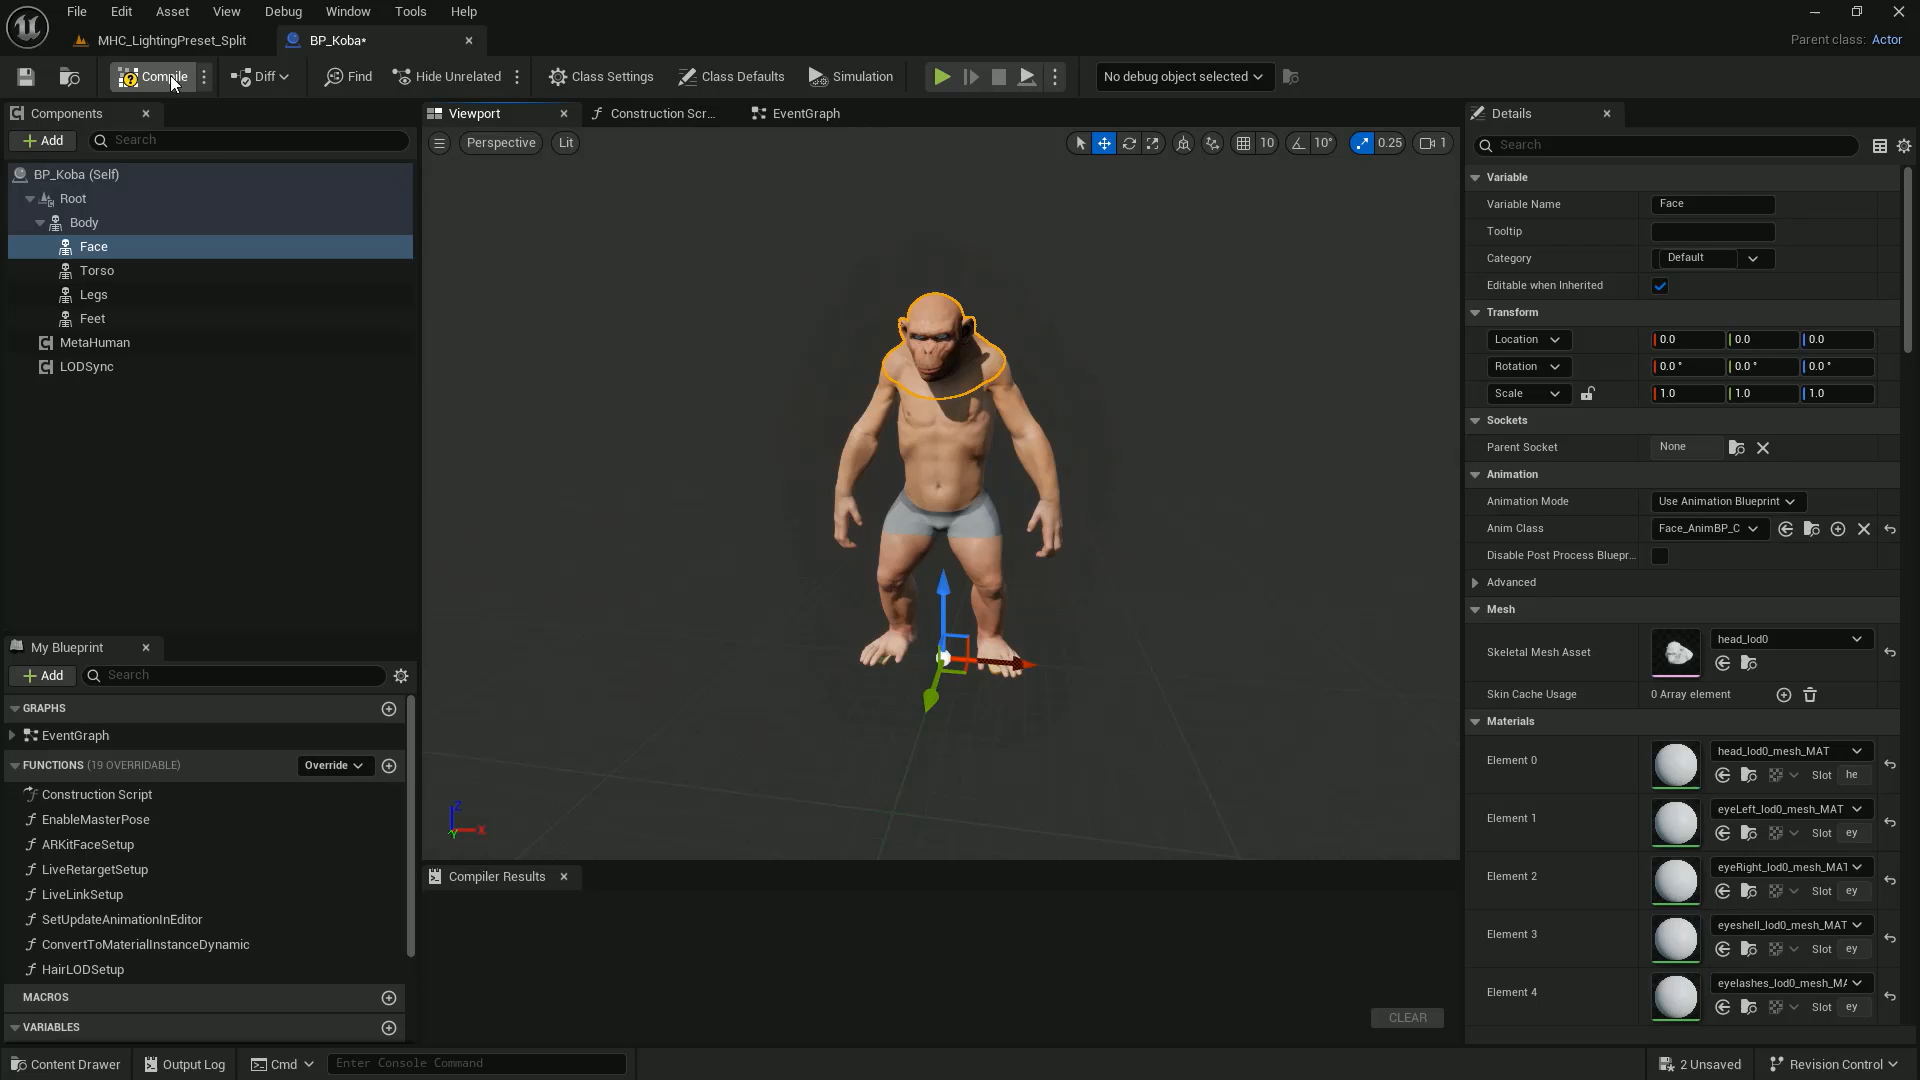 File Edit Asset View Debug Window Tools Help
MHC_LightingPreset_Split
BP_Koba*
Parent class: Actor
Compile
Diff
Find
Hide Unrelated
Class Settings
Class Defaults
Simulation
No debug object selected
Components
Add
Search
BP_Koba (Self)
Root
Body
Face
Torso
Legs
Feet
MetaHuman
LODSync
My Blueprint
Add
Search
GRAPHS
EventGraph
FUNCTIONS (19 OVERRIDABLE)
Override
Construction Script
EnableMasterPose
ARKitFaceSetup
LiveRetargetSetup
LiveLinkSetup
SetUpdateAnimationInEditor
ConvertToMaterialInstanceDynamic
HairLODSetup
MACROS
VARIABLES
Viewport
Construction Scr...
EventGraph
Perspective
Lit
10
10°
0.25
1
Z
X
Y
Compiler Results
CLEAR
Details
Search
Variable
Variable Name Face
Tooltip
Category Default
Editable when Inherited
Transform
Location 0.0 0.0 0.0
Rotation 0.0 ° 0.0 ° 0.0 °
Scale 1.0 1.0 1.0
Sockets
Parent Socket None
Animation
Animation Mode Use Animation Blueprint
Anim Class Face_AnimBP_C
Disable Post Process Bluepr...
Advanced
Mesh
Skeletal Mesh Asset head_lod0
Skin Cache Usage 0 Array element
Materials
Element 0 head_lod0_mesh_MAT
Slot he
Element 1 eyeLeft_lod0_mesh_MAT
Slot ey
Element 2 eyeRight_lod0_mesh_MAT
Slot ey
Element 3 eyeshell_lod0_mesh_MAT
Slot ey
Element 4 eyelashes_lod0_mesh_MA
Slot ey
Content Drawer
Output Log
Cmd
Enter Console Command
2 Unsaved
Revision Control